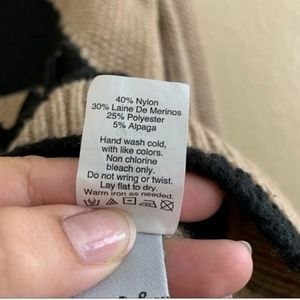 40% Nylon
30% Laine De Merinos
25% Polyester
5% Alpaga
Hand wash cold,
with like colors.
Non chlorine
bleach only.
Do not wring or twist.
Lay flat to dry.
Warm iron as needed.